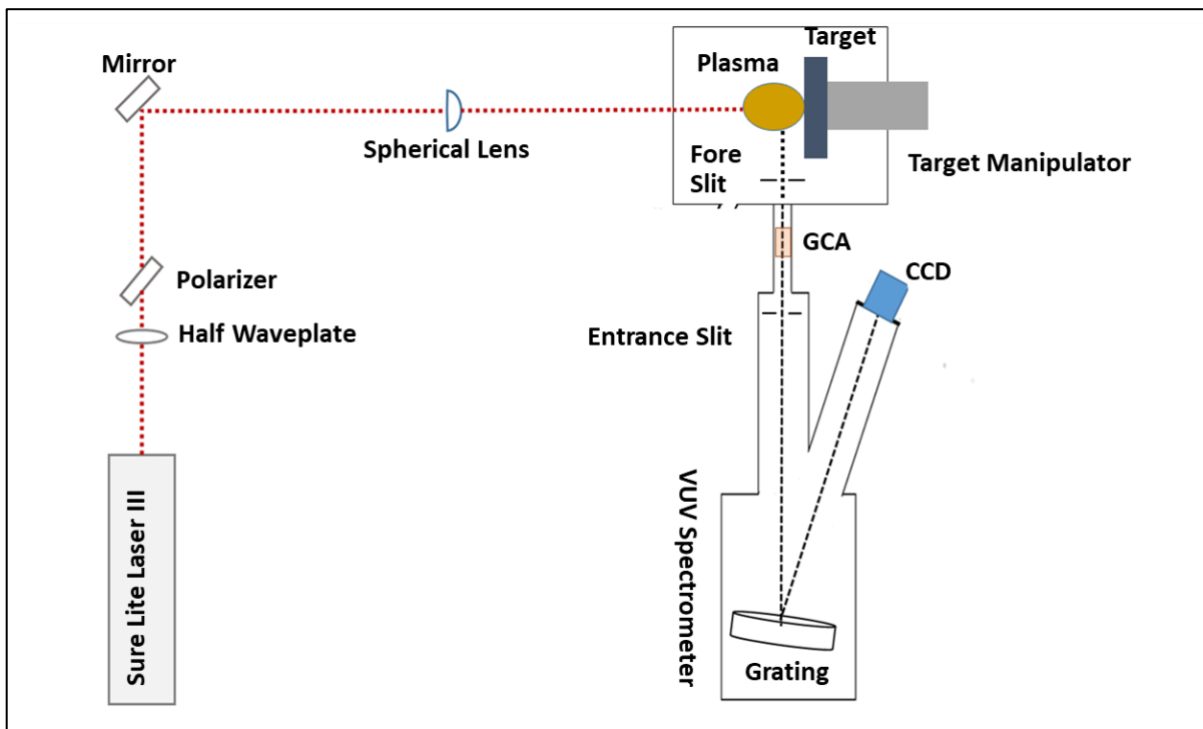 Mirror
Target
Plasma
Spherical Lens
Fore
Slit
Target Manipulator
GCA
CCD
Polarizer
Half Waveplate
Entrance Slit
Sure Lite Laser III
VUV Spectrometer
Grating